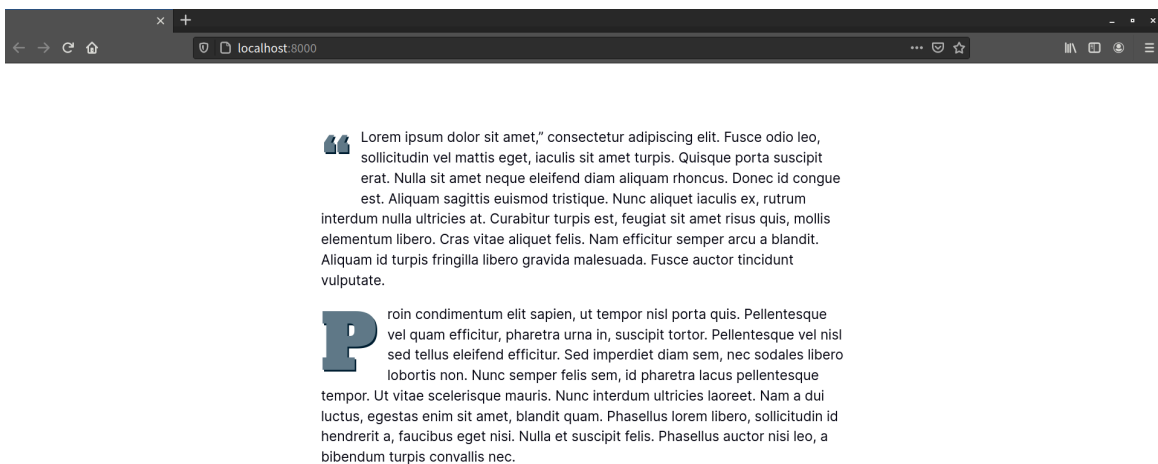 localhost:8000
“Lorem ipsum dolor sit amet,” consectetur adipiscing elit. Fusce odio leo,
sollicitudin vel mattis eget, iaculis sit amet turpis. Quisque porta suscipit
erat. Nulla sit amet neque eleifend diam aliquam rhoncus. Donec id congue
est. Aliquam sagittis euismod tristique. Nunc aliquet iaculis ex, rutrum
interdum nulla ultricies at. Curabitur turpis est, feugiat sit amet risus quis, mollis
elementum libero. Cras vitae aliquet felis. Nam efficitur semper arcu a blandit.
Aliquam id turpis fringilla libero gravida malesuada. Fusce auctor tincidunt
vulputate.
Proin condimentum elit sapien, ut tempor nisl porta quis. Pellentesque
vel quam efficitur, pharetra urna in, suscipit tortor. Pellentesque vel nisl
sed tellus eleifend efficitur. Sed imperdiet diam sem, nec sodales libero
lobortis non. Nunc semper felis sem, id pharetra lacus pellentesque
tempor. Ut vitae scelerisque mauris. Nunc interdum ultricies laoreet. Nam a dui
luctus, egestas enim sit amet, blandit quam. Phasellus lorem libero, sollicitudin id
hendrerit a, faucibus eget nisi. Nulla et suscipit felis. Phasellus auctor nisi leo, a
bibendum turpis convallis nec.